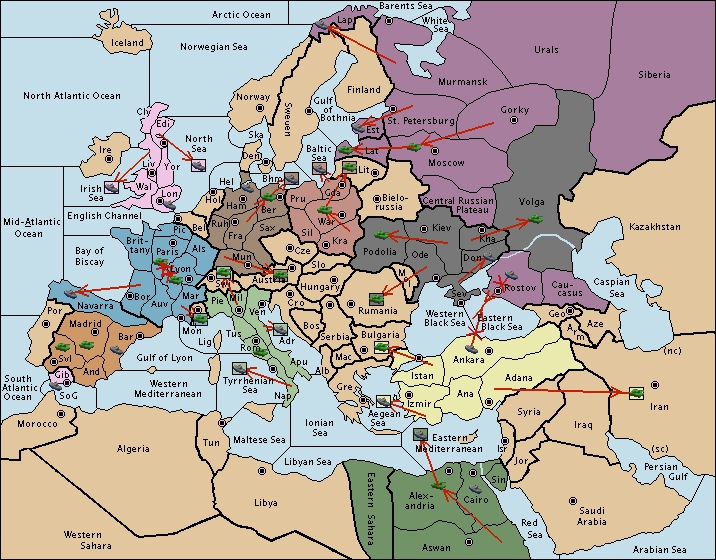 Arctic Ocean
Barents Sea
White
Sea
Lap
Iceland
Norwegian Sea
Urals
Siberia
Murmansk
North Atlantic Ocean
Norway
Finland
Sweuen
Gulf
of
Bothnia
Cly
Edi
North
Sea
Ska
St. Petersburg
Gorky
Est
Ire
Liv
Yor
Den
Baltic
Sea
Lat
Moscow
Lit
Wal
Irish
Sea
Lon
Hel
Bhm
Hol
Ham
Ber
Pru
Gda
Bielo-
russia
Central Russian
Plateau
Volga
Mid-Atlantic
Ocean
English Channel
Bel
Ruh
Fra
Sax
War
Sil
Kra
Kiev
Kha
Kazakhstan
Pic
Brit-
tany
Paris
Als
Bay of
Biscay
Mun
Cze
Slo
Podolia
Ode
Don
Lyon
Swi
Austria
Hungary
Rostov
Cau-
casus
Caspian
Sea
Bor
Auv
Mar
Pie
Mil
Ven
Cro
Rumania
Sev
Navarra
Mon
Lig
Western
Black Sea
Eastern
Black Sea
Geo
Por
Madrid
Bar
Tus
Adr
Bos
Serbia
Bulgaria
Ankara
Arm
Aze
Svl
And
Gulf of Lyon
Rom
Apu
Alb
Mac
Istan
Adana
(nc)
Gib
Tyrrhenian
Sea
Nap
Gre
Izmir
Ana
Iran
South
Atlantic
Ocean
SoG
Western
Mediterranean
Aegean
Sea
Syria
Iraq
Morocco
Tun
Maltese Sea
Ionian
Sea
Eastern
Mediterranean
Isr
Jor
(sc)
Algeria
Libyan Sea
Persian
Gulf
Libya
Eastern Sahara
Alex-
andria
Cairo
Sin
Saudi
Arabia
Western
Sahara
Aswan
Red
Sea
Arabian Sea